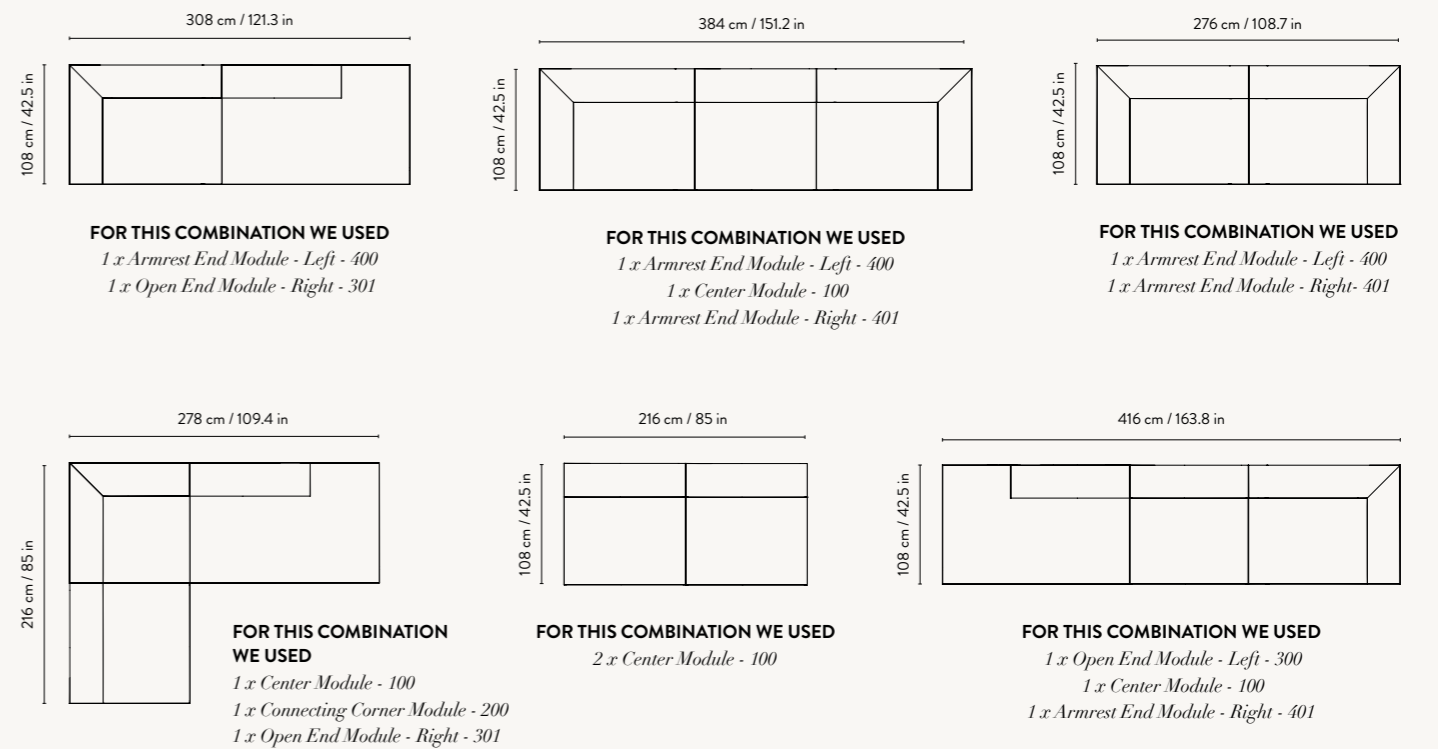 308 cm / 121.3 in
108 cm / 42.5 in
FOR THIS COMBINATION WE USED
1 x Armrest End Module - Left - 400
1 x Open End Module - Right - 301
384 cm / 151.2 in
108 cm / 42.5 in
FOR THIS COMBINATION WE USED
1 x Armrest End Module - Left - 400
1 x Center Module - 100
1 x Armrest End Module - Right - 401
276 cm / 108.7 in
108 cm / 42.5 in
FOR THIS COMBINATION WE USED
1 x Armrest End Module - Left - 400
1 x Armrest End Module - Right- 401
278 cm / 109.4 in
216 cm / 85 in
FOR THIS COMBINATION
WE USED
1 x Center Module - 100
1 x Connecting Corner Module - 200
1 x Open End Module - Right - 301
216 cm / 85 in
108 cm / 42.5 in
FOR THIS COMBINATION WE USED
2 x Center Module - 100
416 cm / 163.8 in
108 cm / 42.5 in
FOR THIS COMBINATION WE USED
1 x Open End Module - Left - 300
1 x Center Module - 100
1 x Armrest End Module - Right - 401